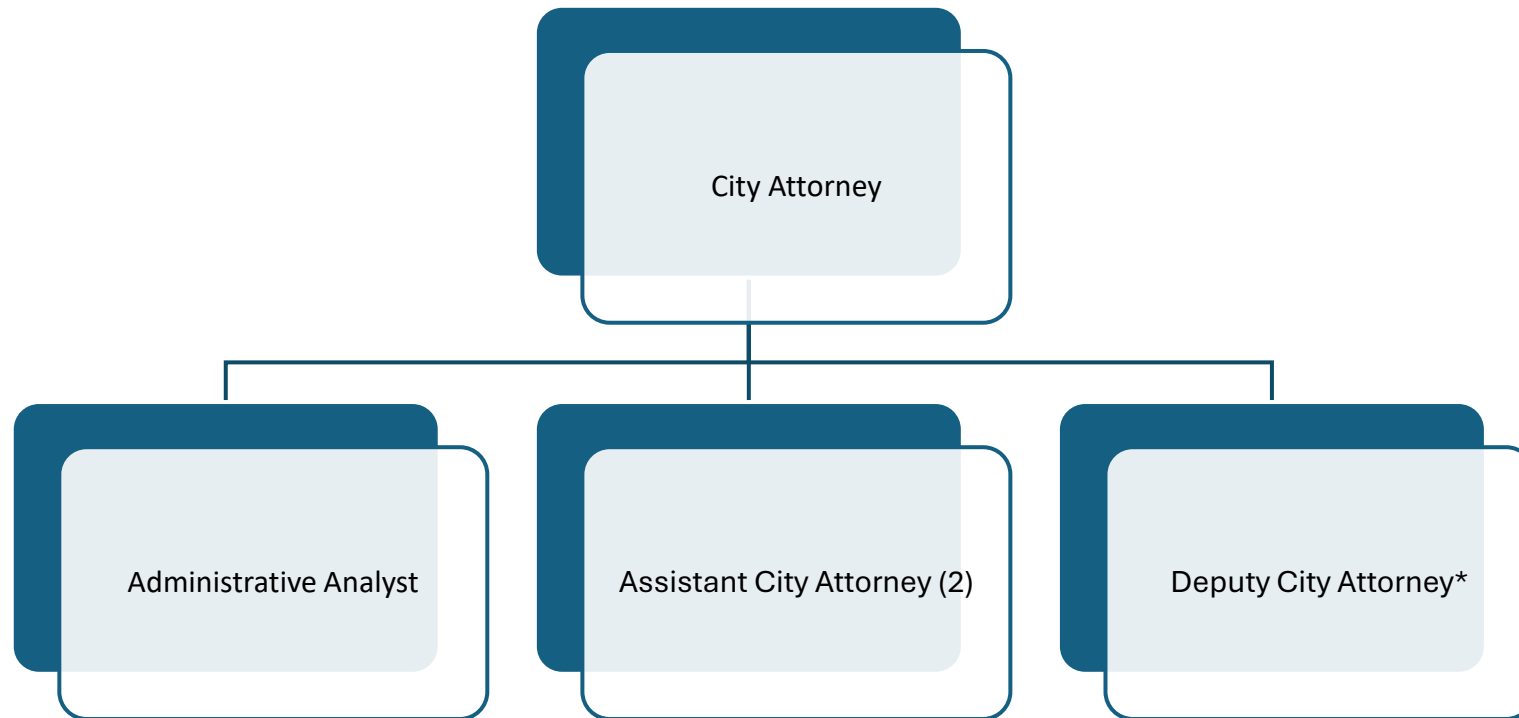 City Attorney
Administrative Analyst
Assistant City Attorney (2)
Deputy City Attorney*